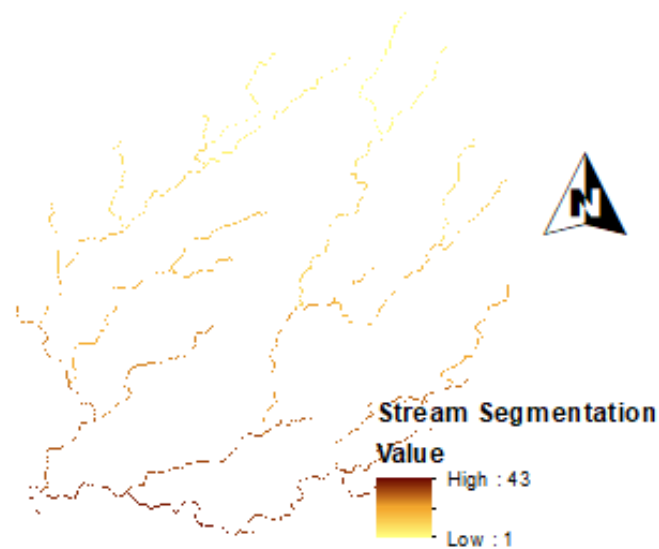 N
Stream Segmentation
Value
High : 43
Low : 1